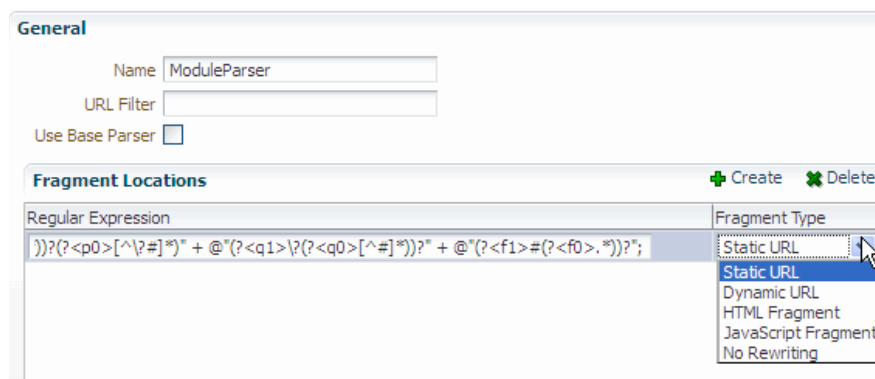 General
Name ModuleParser
URL Filter
Use Base Parser
Fragment Locations Create Delete
Regular Expression Fragment Type
))?(?<p0>[^\?#]*)" + @"(?<q1>\?(?<q0>[^#]*))?" + @"(?<f1>#(?<f0>.*))?"; Static URL
Static URL
Dynamic URL
HTML Fragment
JavaScript Fragment
No Rewriting